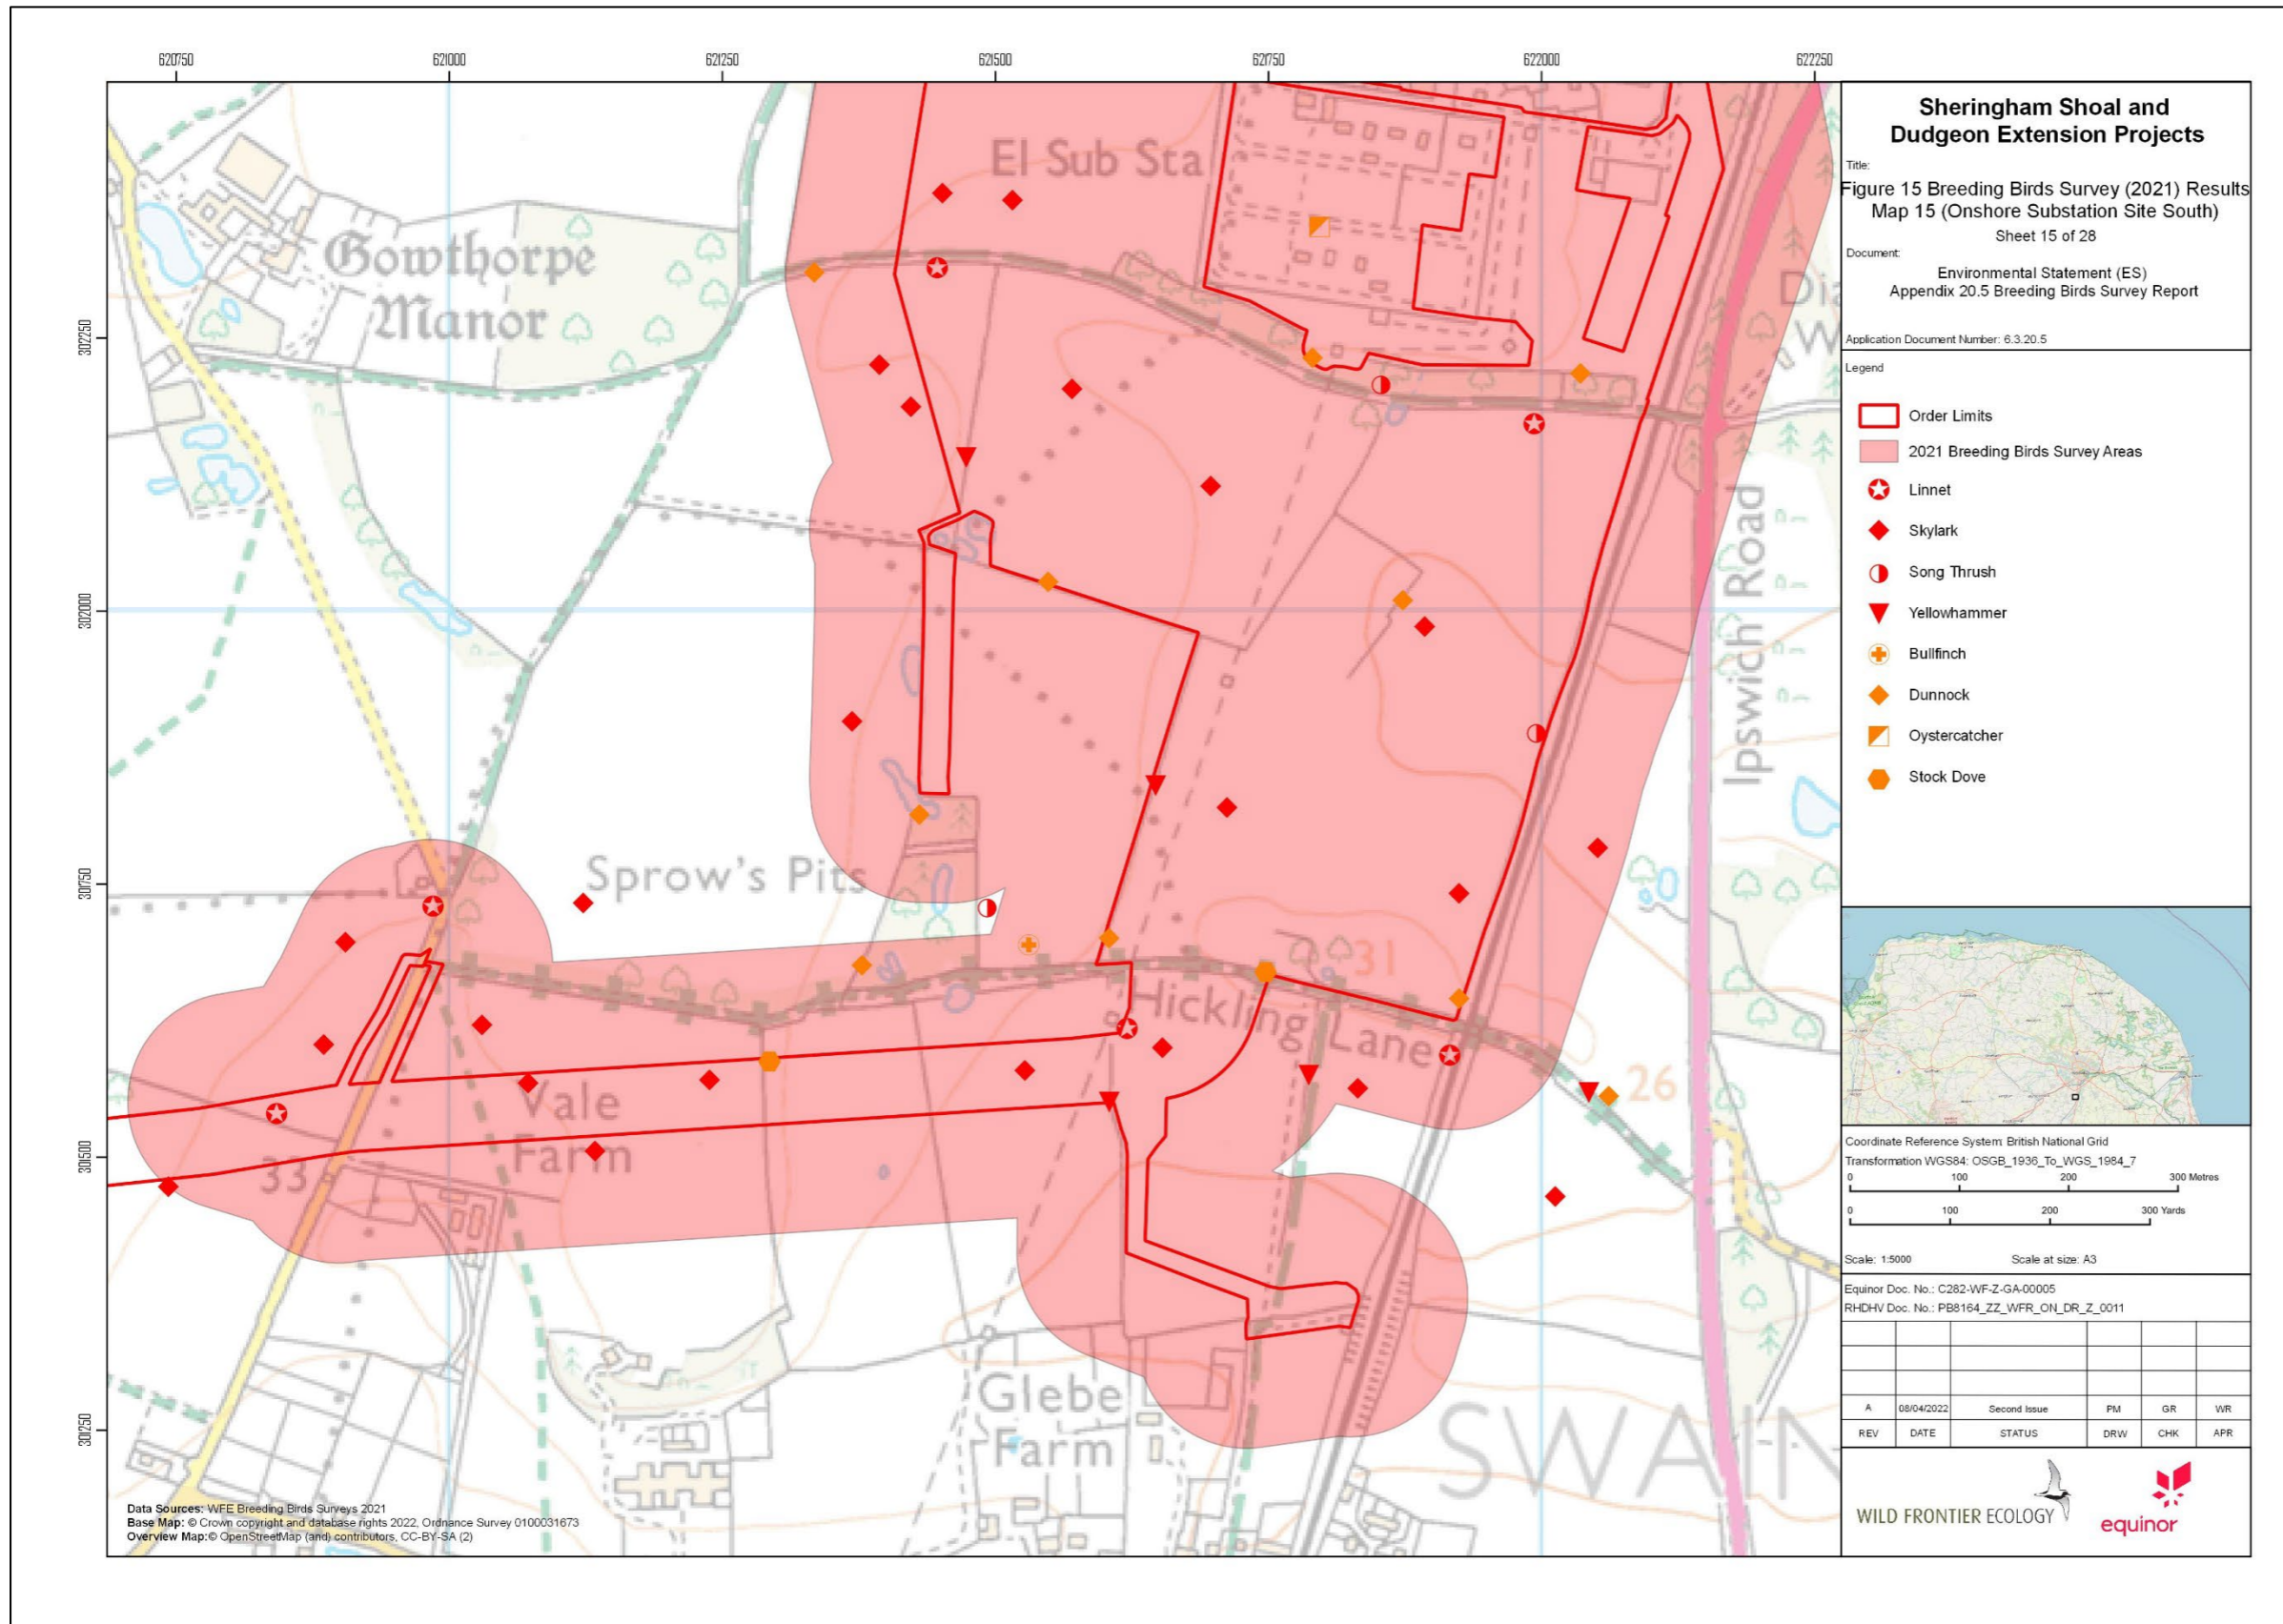 620750
621000
621250
621500
621750
622000
622250
302250
302000
301750
301500
301250
El Sub Sta
Gowthorpe
Manor
Sprow's Pits
Ipswich Road
Hickling Lane
31
26
Vale
Farm
33
Glebe
Farm
SWAIN
Data Sources: WFE Breeding Birds Surveys 2021
Base Map: © Crown copyright and database rights 2022, Ordnance Survey 0100031673
Overview Map:© OpenStreetMap (and) contributors, CC-BY-SA (2)
Sheringham Shoal and
Dudgeon Extension Projects
Title:
Figure 15 Breeding Birds Survey (2021) Results
Map 15 (Onshore Substation Site South)
Sheet 15 of 28
Document:
Environmental Statement (ES)
Appendix 20.5 Breeding Birds Survey Report
Application Document Number: 6.3.20.5
Legend
Order Limits
2021 Breeding Birds Survey Areas
Linnet
Skylark
Song Thrush
Yellowhammer
Bullfinch
Dunnock
Oystercatcher
Stock Dove
Coordinate Reference System: British National Grid
Transformation WGS84: OSGB_1936_To_WGS_1984_7
0 100 200 300 Metres
0 100 200 300 Yards
Scale: 1:5000 Scale at size: A3
Equinor Doc. No.: C282-WF-Z-GA-00005
RHDHV Doc. No.: PB8164_ZZ_WFR_ON_DR_Z_0011
A 08/04/2022 Second Issue PM GR WR
REV DATE STATUS DRW CHK APR
WILD FRONTIER ECOLOGY
equinor